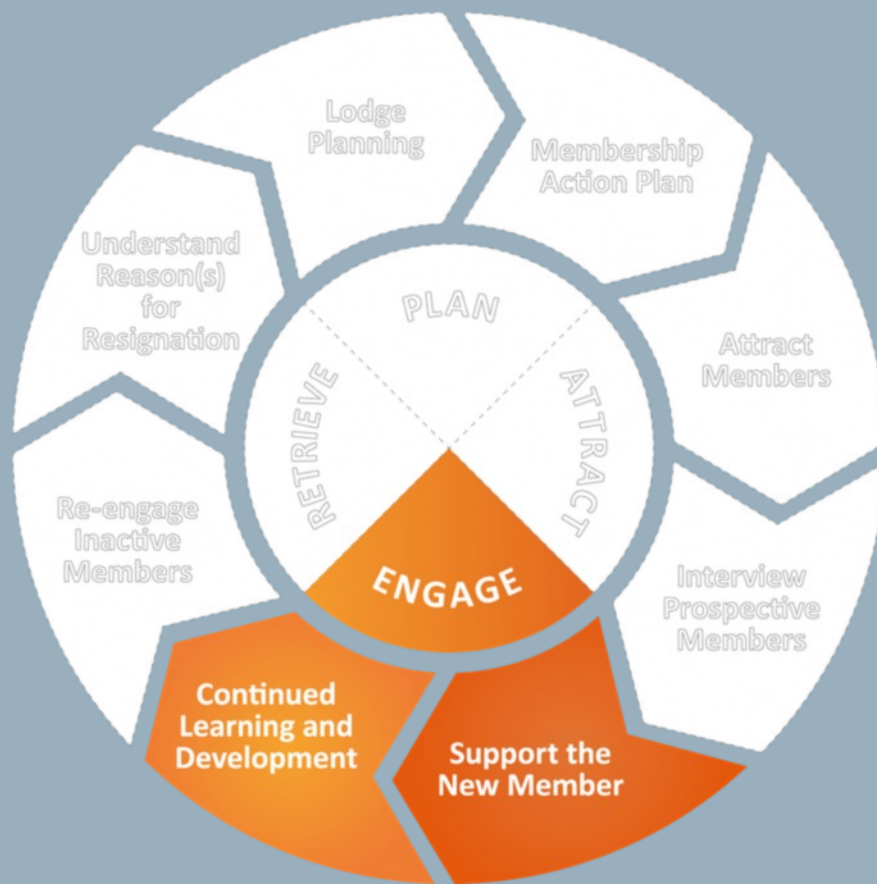 Lodge
Planning
Membership
Action Plan
Attract
Members
Interview
Prospective
Members
Support the
New Member
Continued
Learning and
Development
Re-engage
Inactive
Members
Understand
Reason(s)
for
Resignation
PLAN
ATTRACT
ENGAGE
RETRIEVE